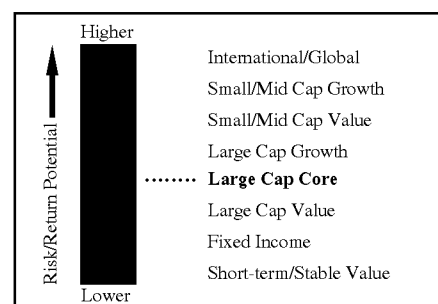 Higher
Risk/Return Potential
International/Global
Small/Mid Cap Growth
Small/Mid Cap Value
Large Cap Growth
Large Cap Core
Large Cap Value
Fixed Income
Short-term/Stable Value
Lower